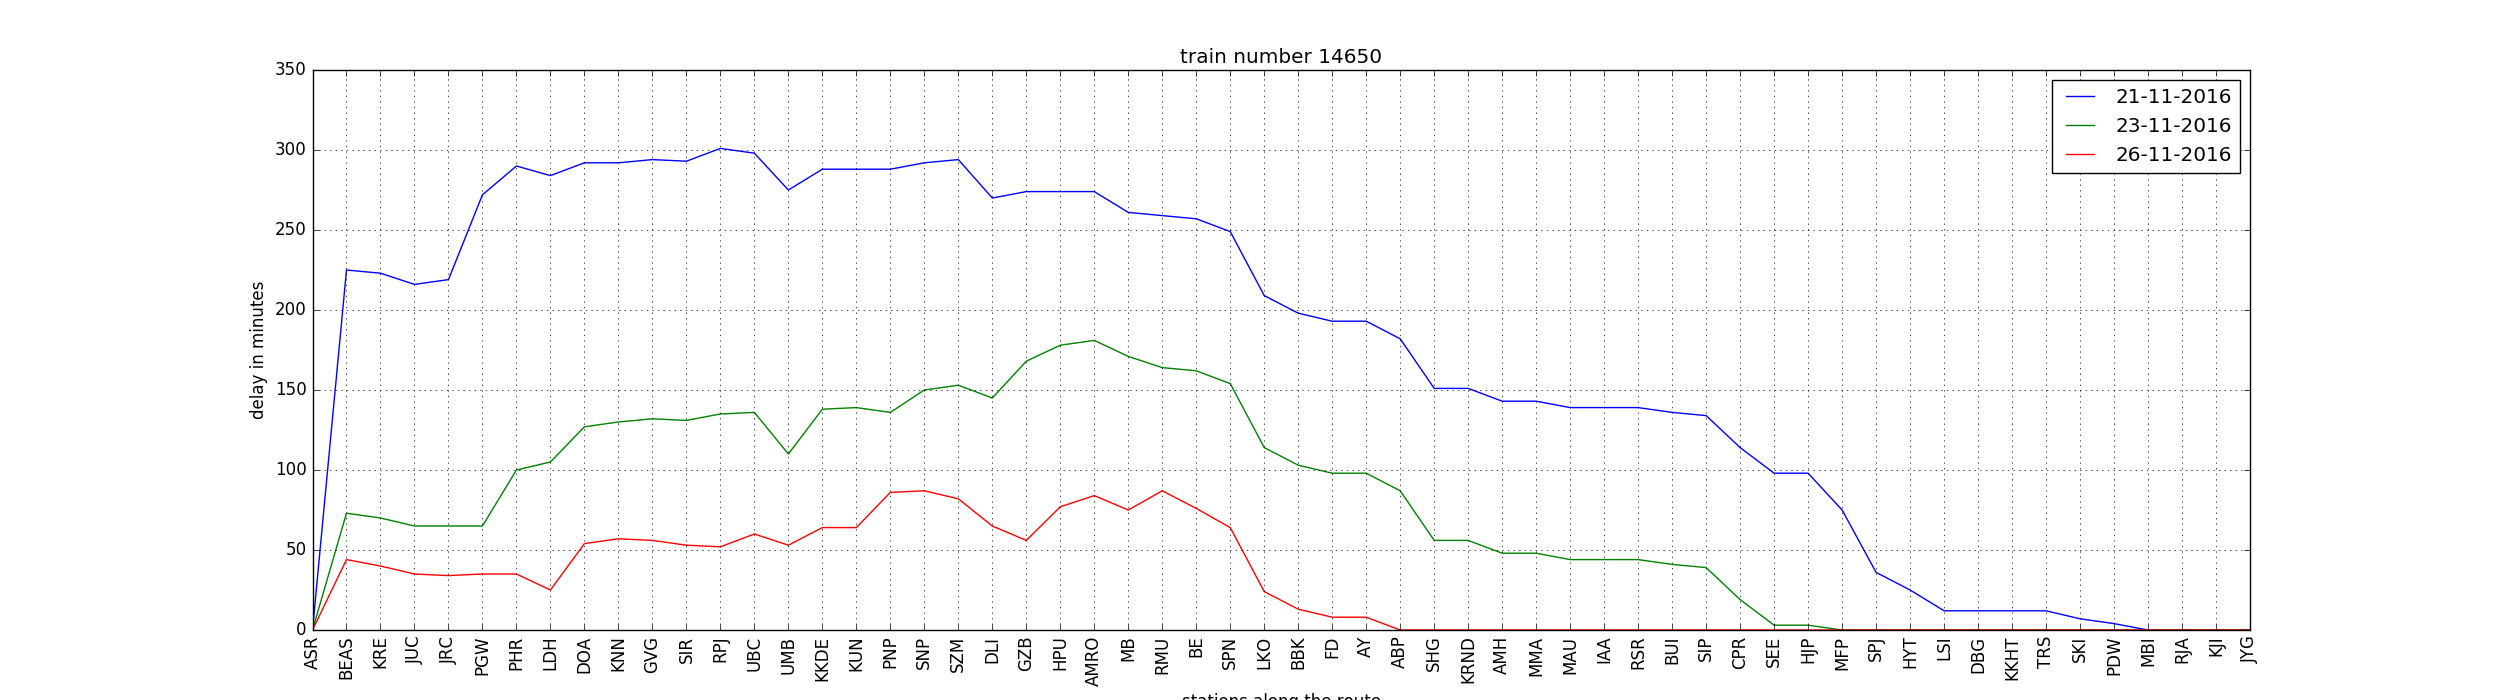 train number 14650
350
300
250
200
150
100
50
0
delay in minutes
21-11-2016
23-11-2016
26-11-2016
ASR BEAS KRE JUC JRC PGW PHR LDH DOA KNN GVG SIR RPJ UBC UMB KKDE KUN PNP SNP SZM DLI GZB HPU AMRO MB RMU BE SPN LKO BBK FD AY ABP SHG KRND AMH MMA MAU IAA RSR BUI SIP CPR SEE HJP MFP SPJ HYT LSI DBG KKHT TRS SKI PDW MBI RJA KJI JYG
stations along the route